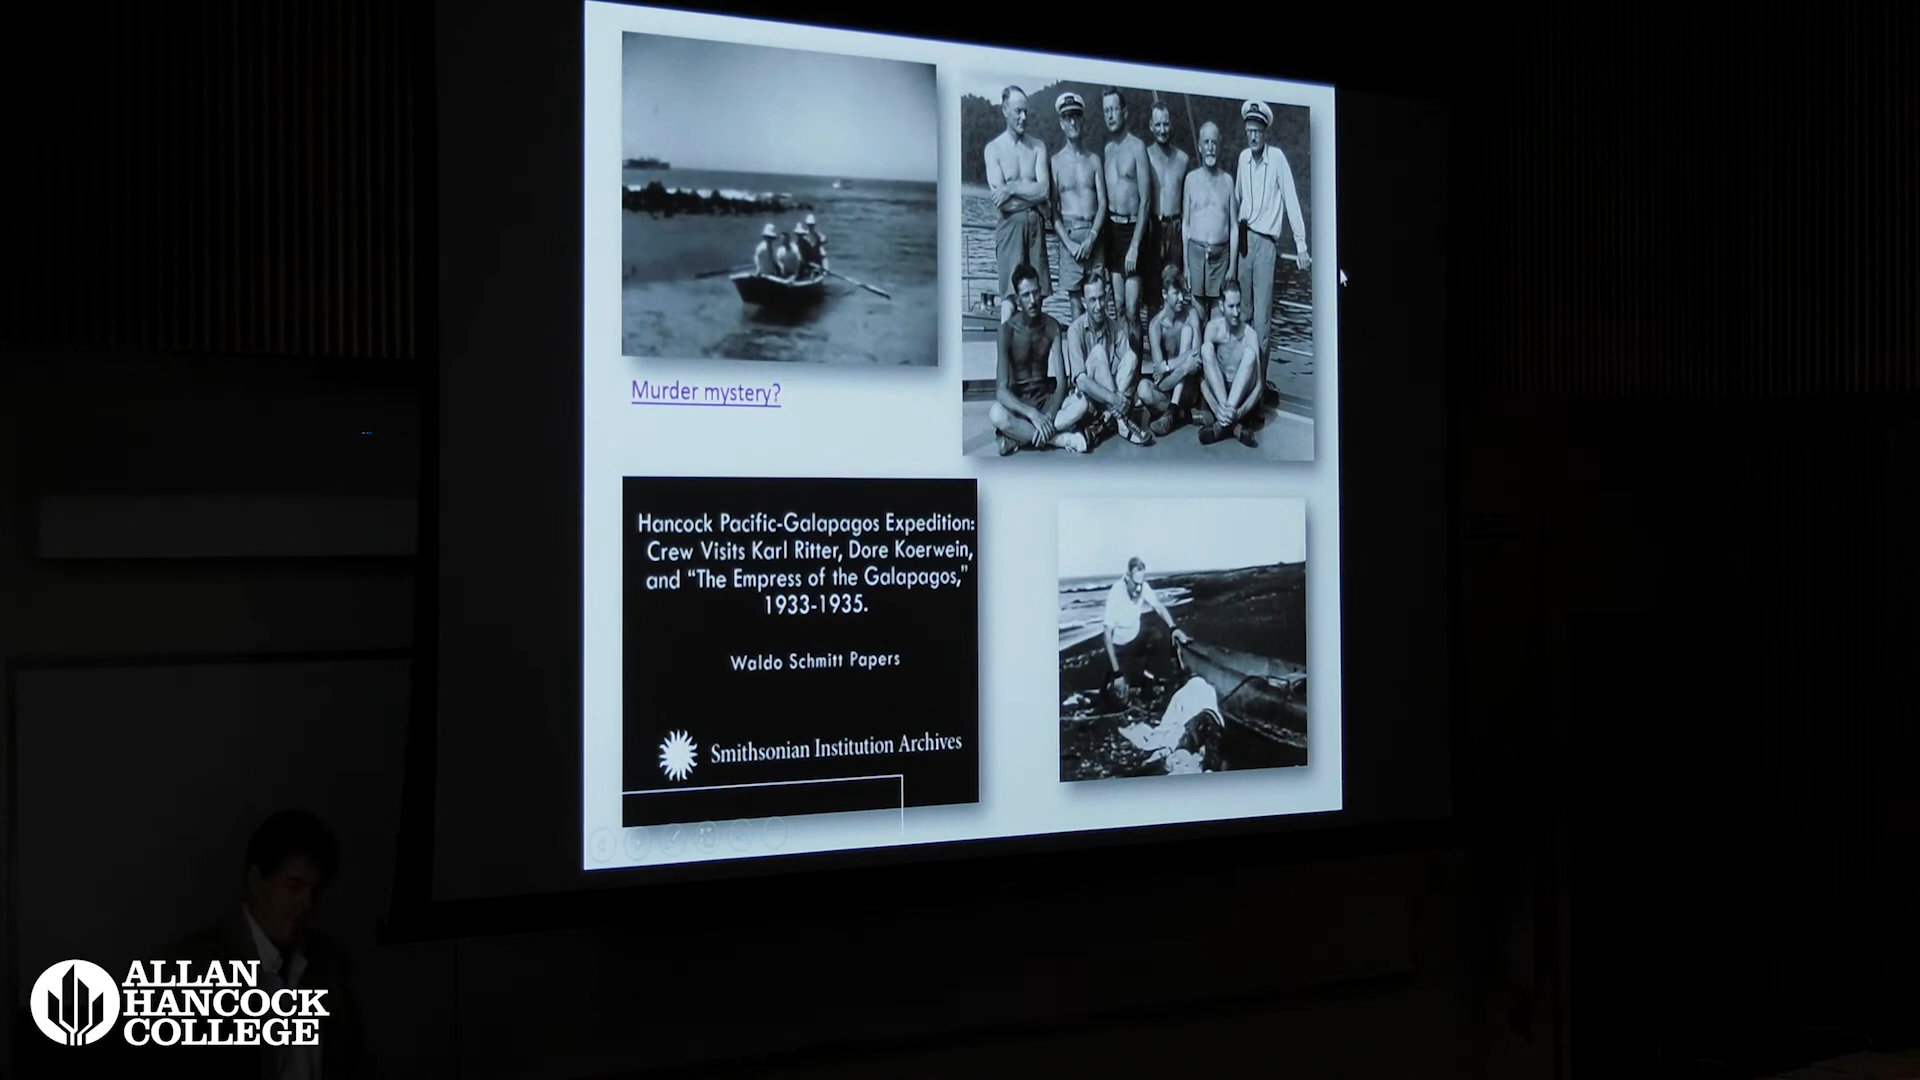 Murder mystery?
Hancock Pacific-Galapagos Expedition:
Crew Visits Karl Ritter, Dore Koerwein,
and “The Empress of the Galapagos,”
1933-1935.
Waldo Schmitt Papers
Smithsonian Institution Archives
ALLAN
HANCOCK
COLLEGE